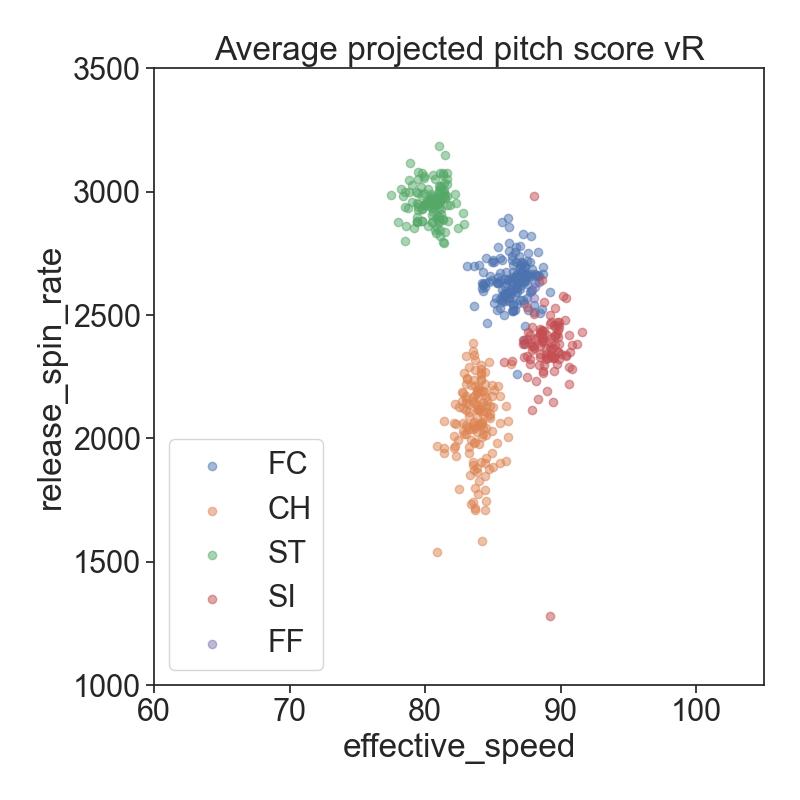 Average projected pitch score vR
3500
3000
2500
2000
1500
1000
release_spin_rate
FC
CH
ST
SI
FF
60 70 80 90 100
effective_speed